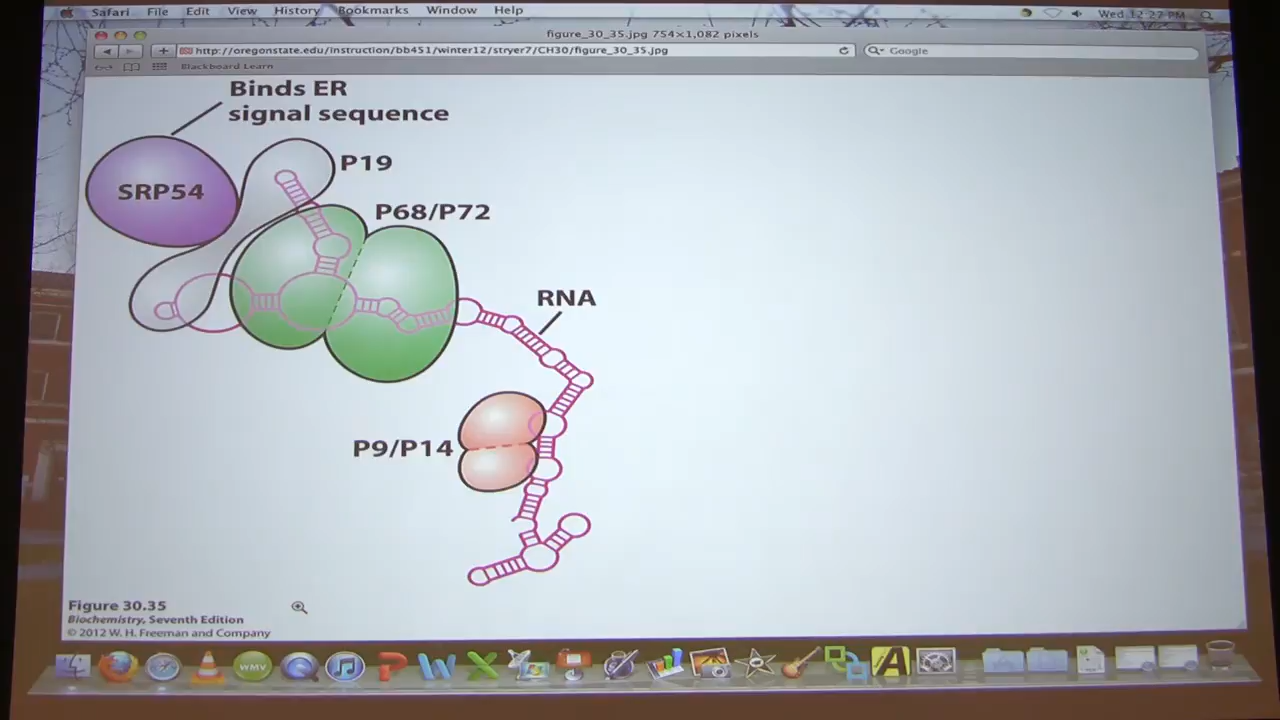 Safari File Edit View History Bookmarks Window Help Wed 12:27 PM
figure_30_35.jpg 754×1,082 pixels
http://oregonstate.edu/instruction/bb451/winter12/stryer7/CH30/figure_30_35.jpg Google
Blackboard Learn
Binds ER
signal sequence
P19
SRP54
P68/P72
RNA
P9/P14
Figure 30.35
Biochemistry, Seventh Edition
© 2012 W. H. Freeman and Company
WMV